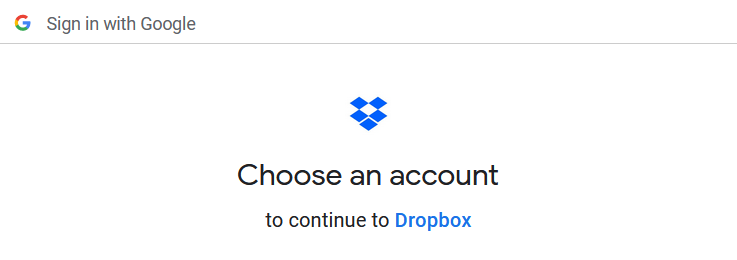 Sign in with Google
Choose an account
to continue to Dropbox